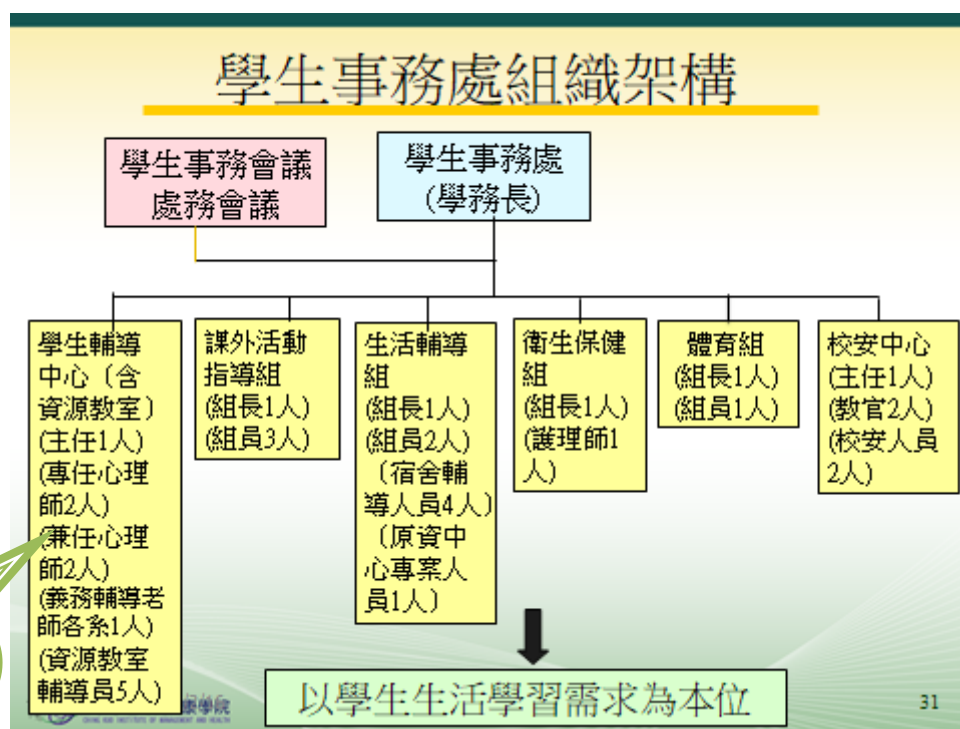 學生事務處組織架構
學生事務會議
處務會議
學生事務處
(學務長)
學生輔導
中心（含
資源教室）
(主任1人)
(專任心理
師2人)
(兼任心理
師2人)
(義務輔導老
師各系1人)
(資源教室
輔導員5人)
課外活動
指導組
(組長1人)
(組員3人)
生活輔導
組
(組長1人)
(組員2人)
（宿舍輔
導人員4人）
（原資中
心專案人
員1人）
衛生保健
組
(組長1人)
(護理師1
人)
體育組
(組長1人)
(組員1人)
校安中心
(主任1人)
(教官2人)
(校安人員
2人)
以學生生活學習需求為本位
康學院
31